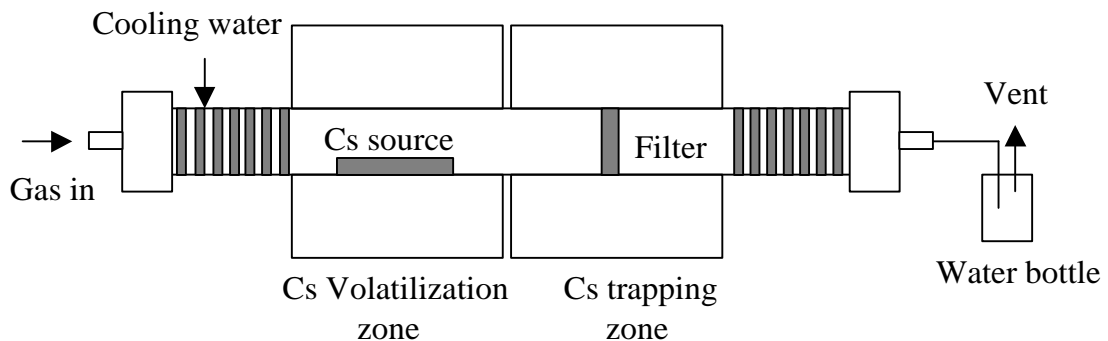 Cooling water
Vent
Cs source
Filter
Gas in
Water bottle
Cs Volatilization
zone
Cs trapping
zone